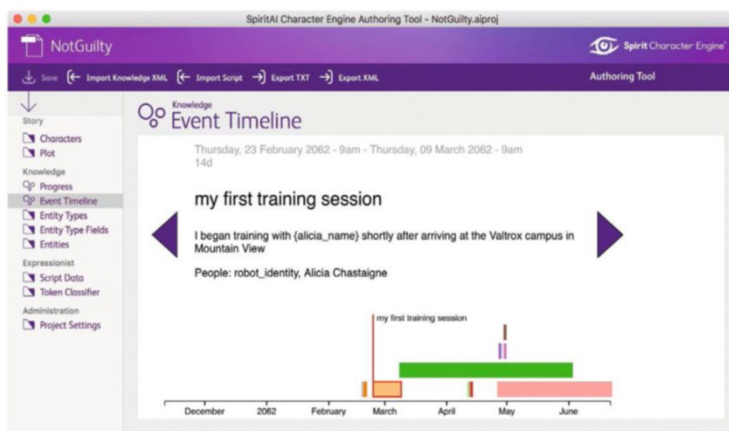 SpiritAI Character Engine Authoring Tool - NotGuilty.aiproj
NotGuilty
Spirit Character Engine
Save
Import Knowledge XML
Import Script
Export TXT
Export XML
Authoring Tool
Story
Characters
Plot
Knowledge
Progress
Event Timeline
Entity Types
Entity Type Fields
Entities
Expressionist
Script Data
Token Classifier
Administration
Project Settings
Knowledge
Event Timeline
Thursday, 23 February 2062 - 9am - Thursday, 09 March 2062 - 9am
14d
my first training session
I began training with {alicia_name} shortly after arriving at the Valtrox campus in
Mountain View
People: robot_identity, Alicia Chastaigne
my first training session
December 2062 February March April May June